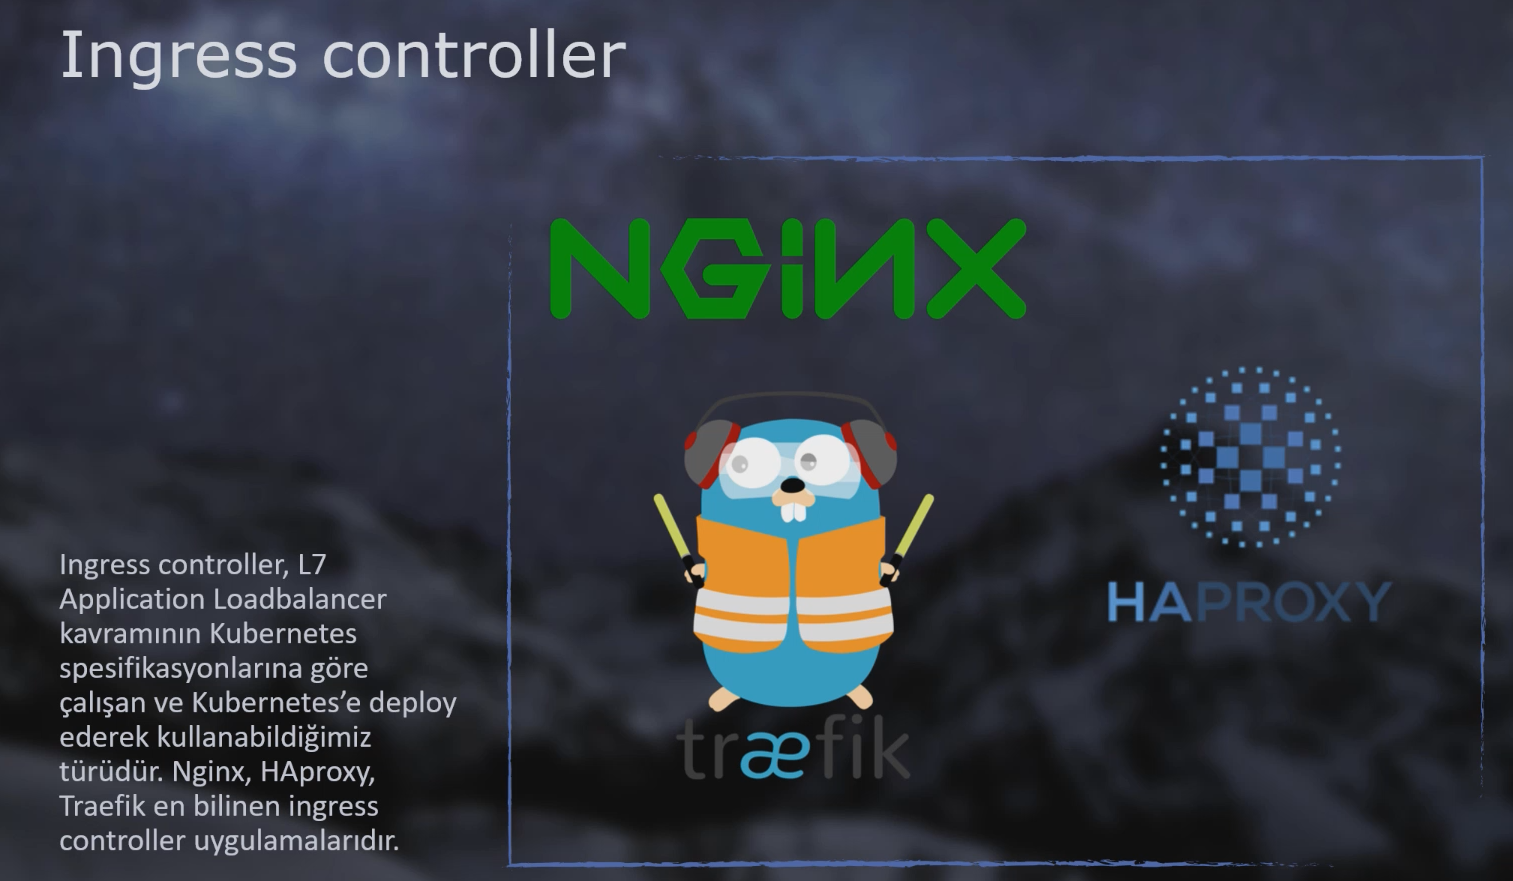 Ingress controller
NGiNX
HAPROXY
træfik
Ingress controller, L7
Application Loadbalancer
kavramının Kubernetes
spesifikasyonlarına göre
çalışan ve Kubernetes’e deploy
ederek kullanabildiğimiz
türüdür. Nginx, HAproxy,
Traefik en bilinen ingress
controller uygulamalarıdır.